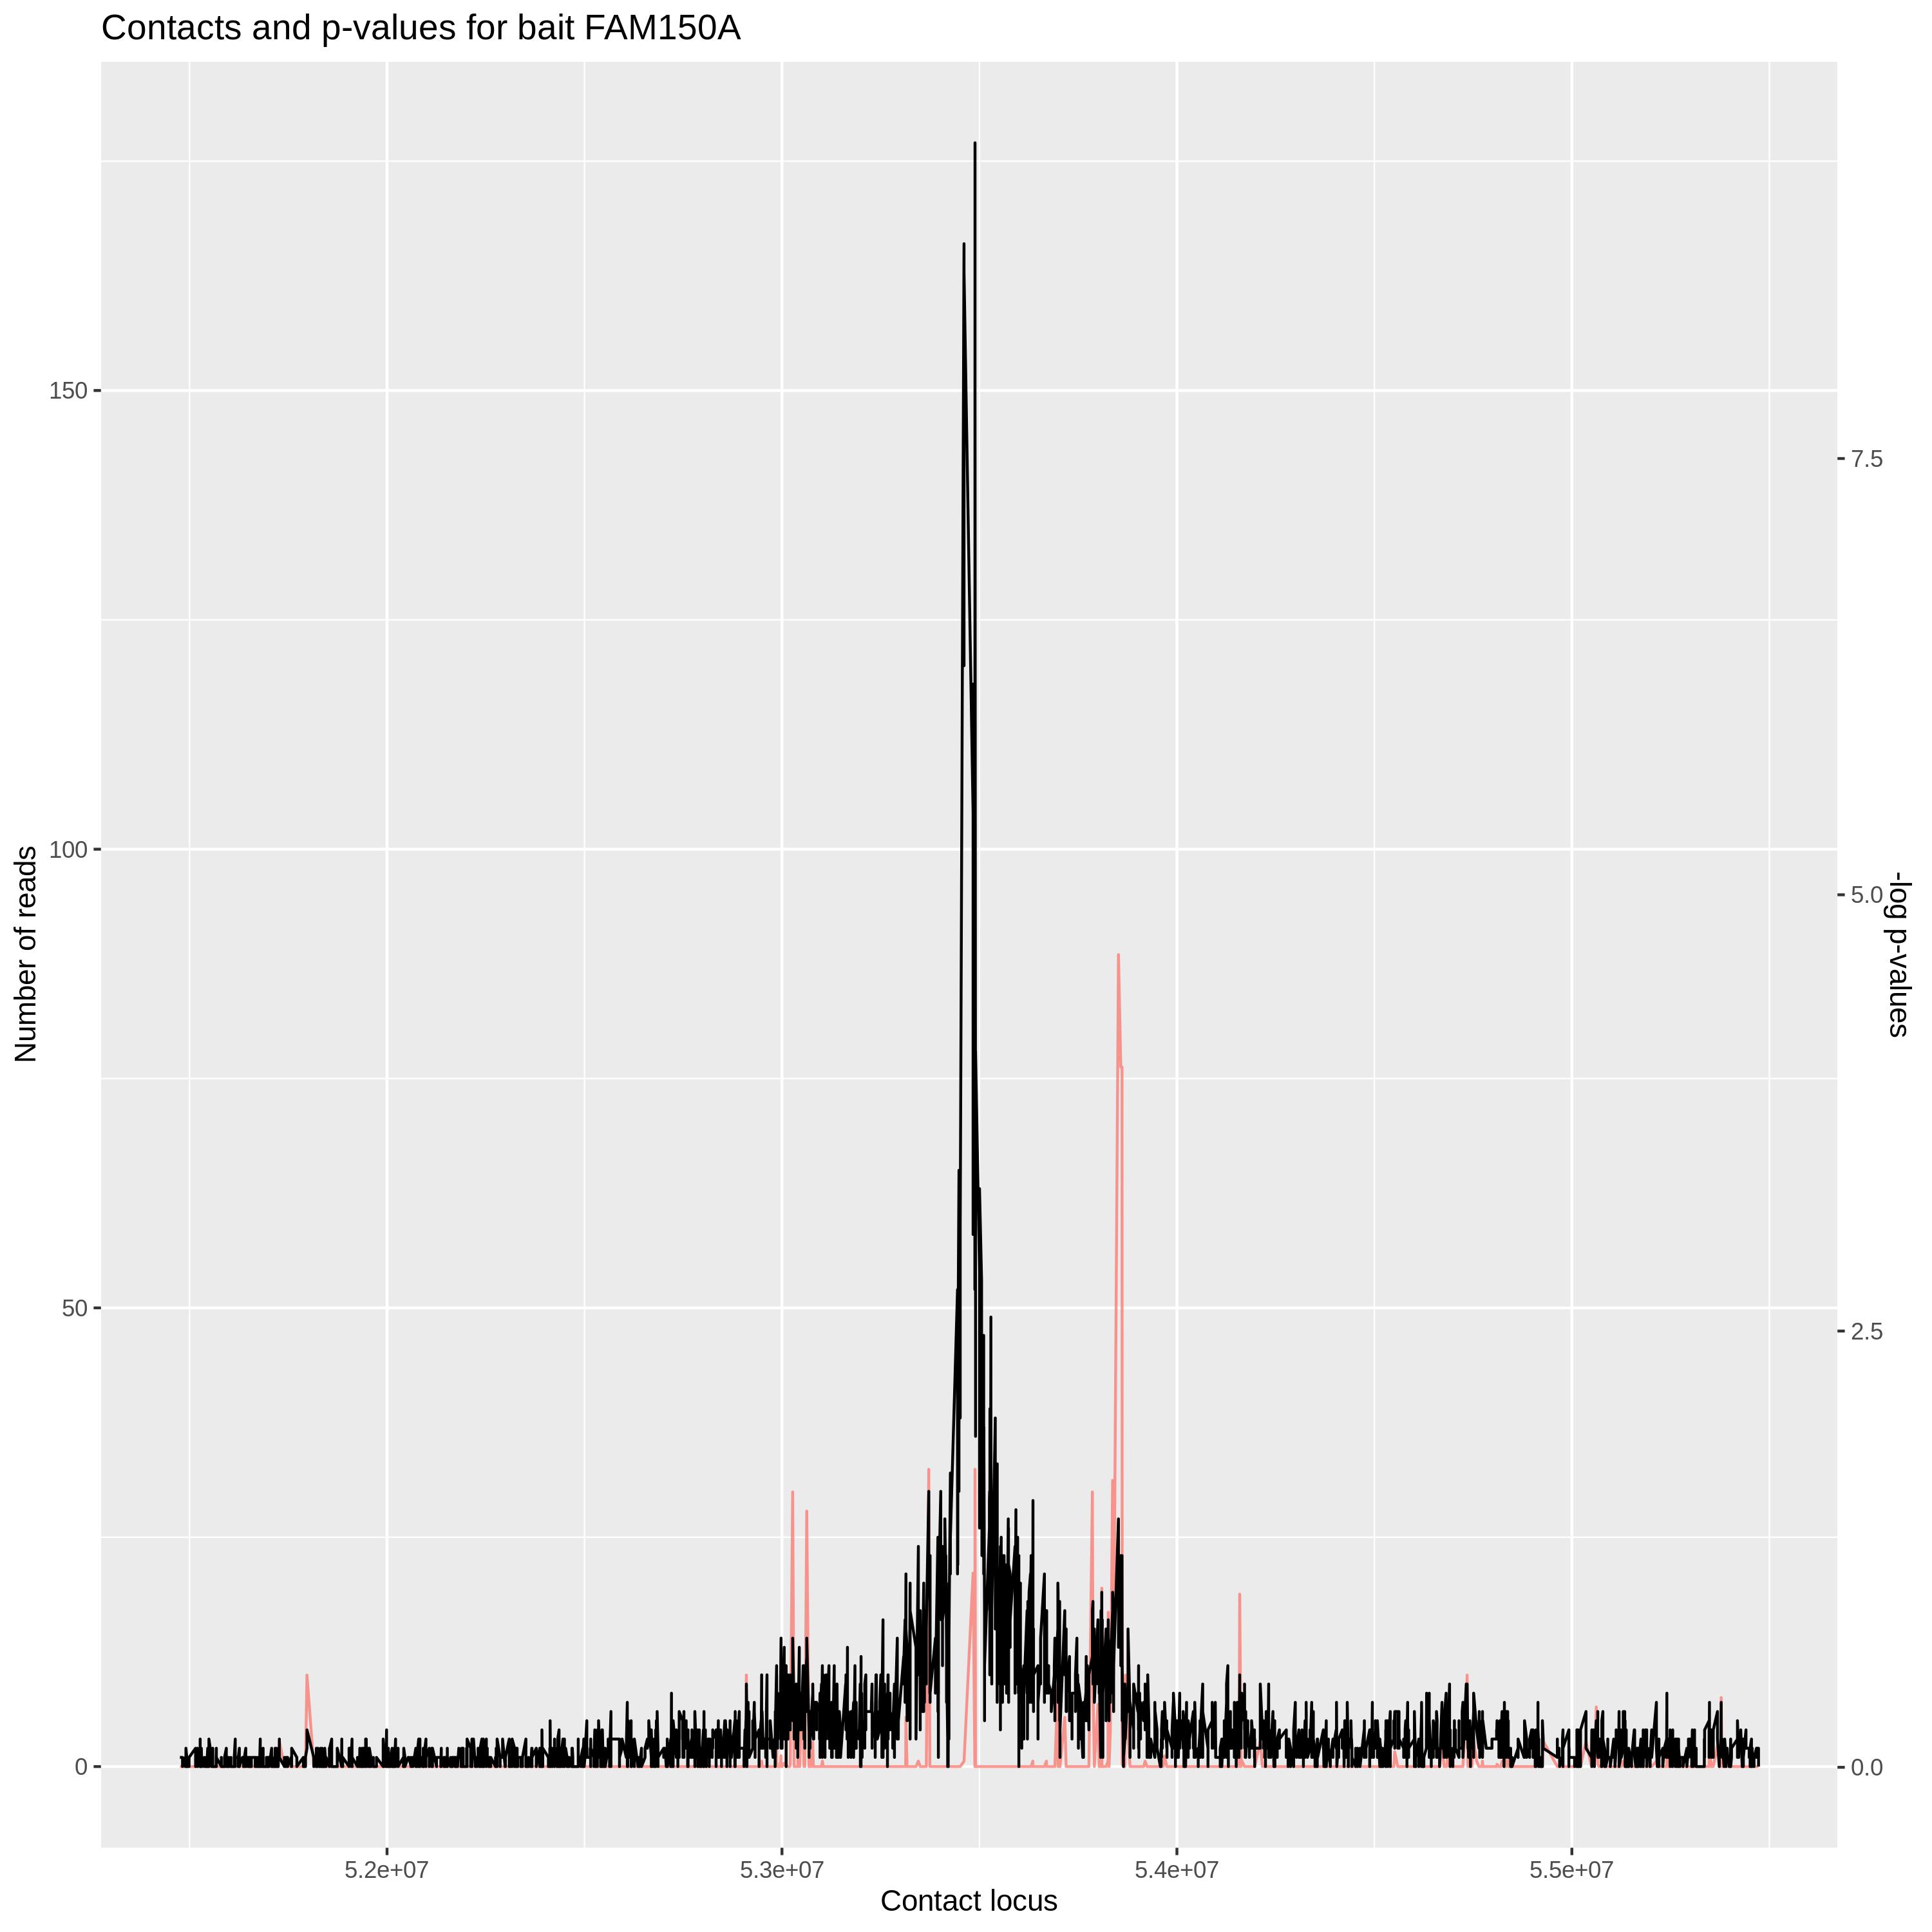 Contacts and p-values for bait FAM150A
150
100
50
0
Number of reads
7.5
5.0
2.5
0.0
-log p-values
5.2e+07 5.3e+07 5.4e+07 5.5e+07
Contact locus